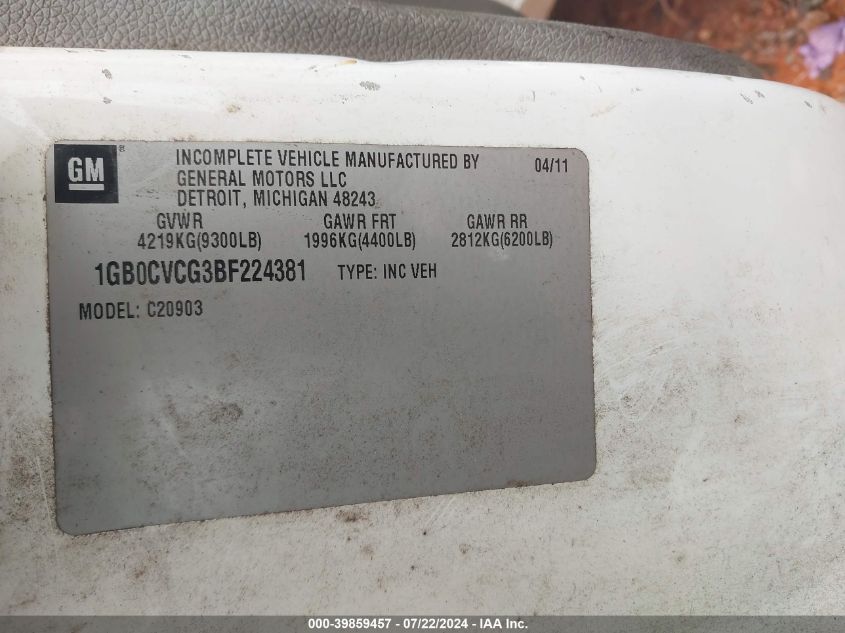 GM ® INCOMPLETE VEHICLE MANUFACTURED BY 04/11
GENERAL MOTORS LLC
DETROIT, MICHIGAN 48243
GVWR GAWR FRT GAWR RR
4219KG(9300LB) 1996KG(4400LB) 2812KG(6200LB)
1GB0CVCG3BF224381 TYPE: INC VEH
MODEL: C20903
000-39859457 - 07/22/2024 - IAA Inc.